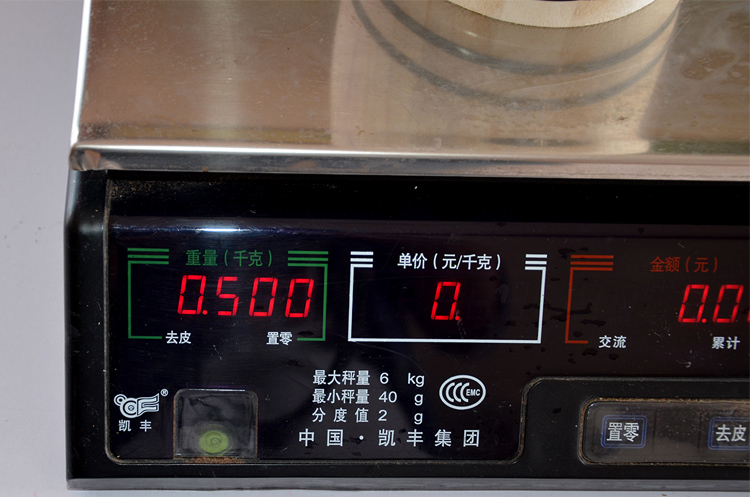 重量（千克） 单价（元/千克） 金额（元）
0.500 0. 0.0
去皮 置零 交流 累计
最大秤量 6 kg
最小秤量 40 g
分度值 2 g
CCC EMC
®
凯丰
中国·凯丰集团
置零 去皮